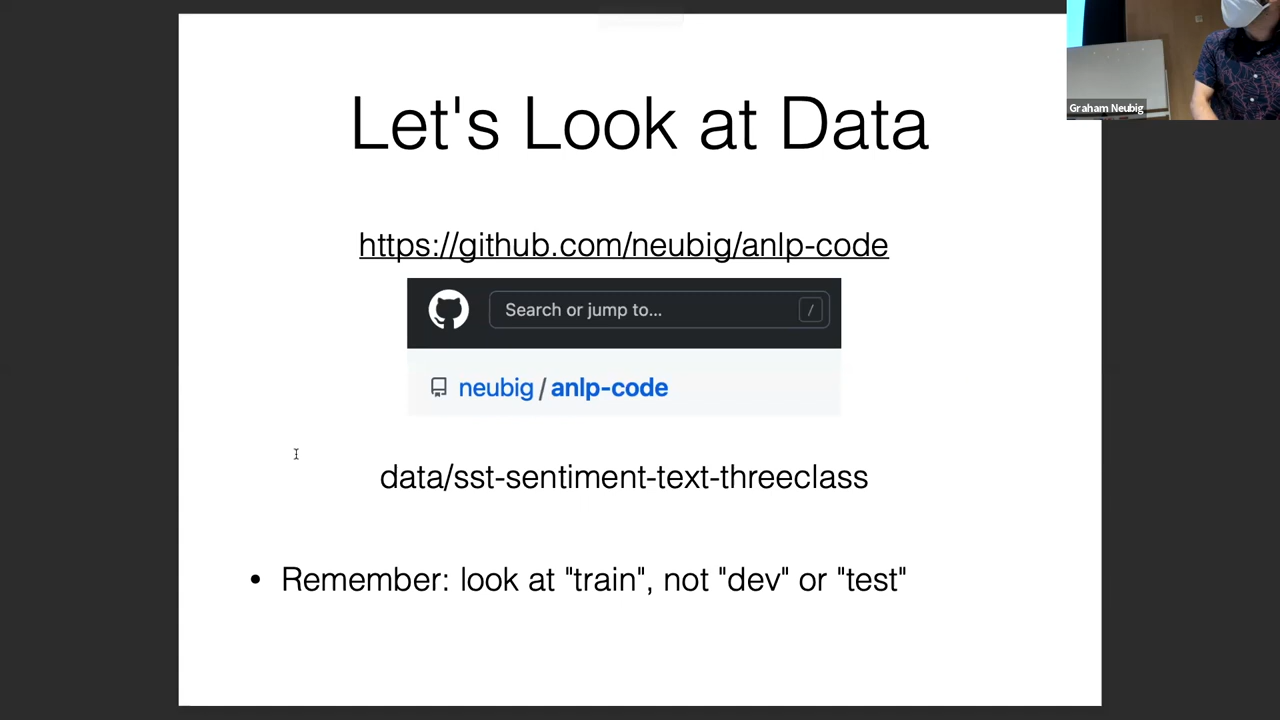 Let's Look at Data
Graham Neubig
https://github.com/neubig/anlp-code
Search or jump to... /
neubig / anlp-code
data/sst-sentiment-text-threeclass
• Remember: look at "train", not "dev" or "test"